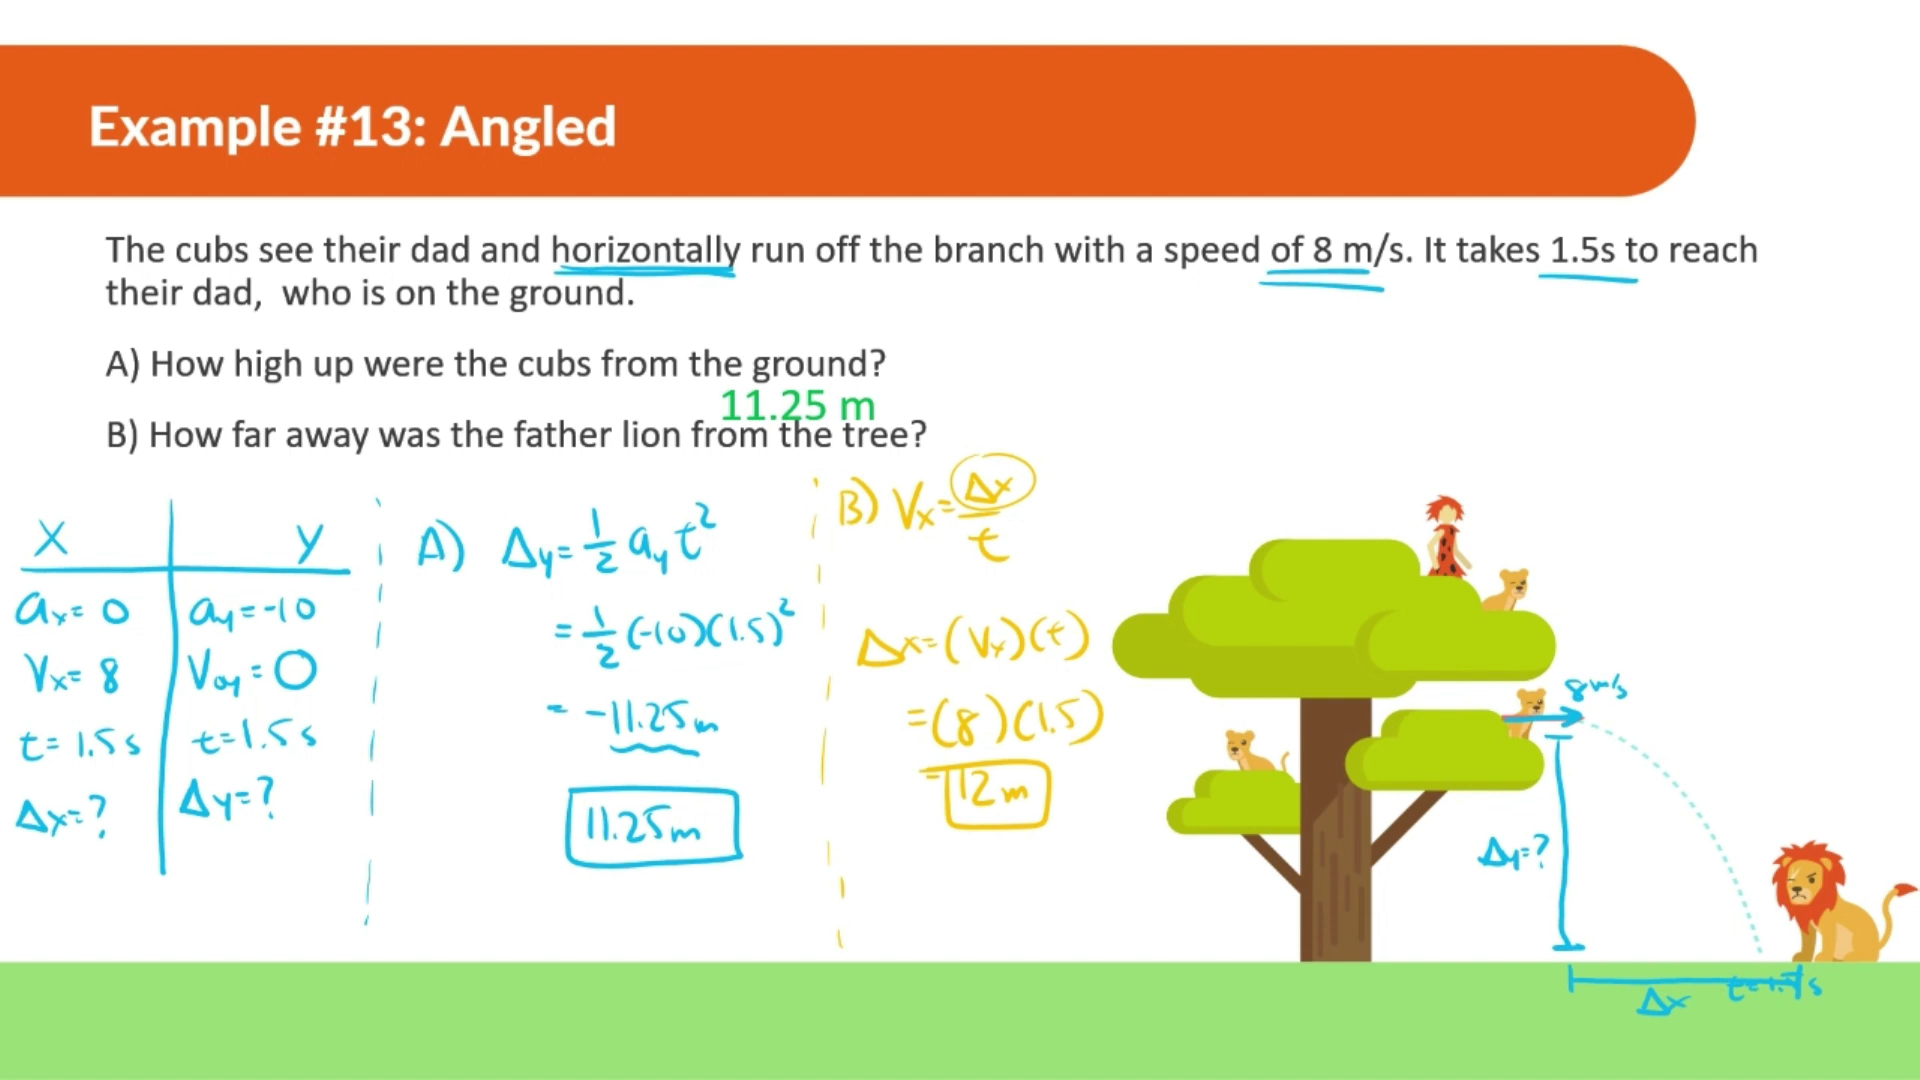 Example #13: Angled
The cubs see their dad and horizontally run off the branch with a speed of 8 m/s. It takes 1.5s to reach
their dad, who is on the ground.
A) How high up were the cubs from the ground?
11.25 m
B) How far away was the father lion from the tree?
X Y
ax= 0 ay=-10
Vx= 8 Voy=0
t= 1.5s t=1.5s
Δx=? Δy=?
A) Δy= 1/2 ay t²
= 1/2 (-10)(1.5)²
= -11.25m
11.25m
B) Vx= Δx/t
Δx=(Vx)(t)
=(8)(1.5)
=12m
8m/s
Δy=?
Δx